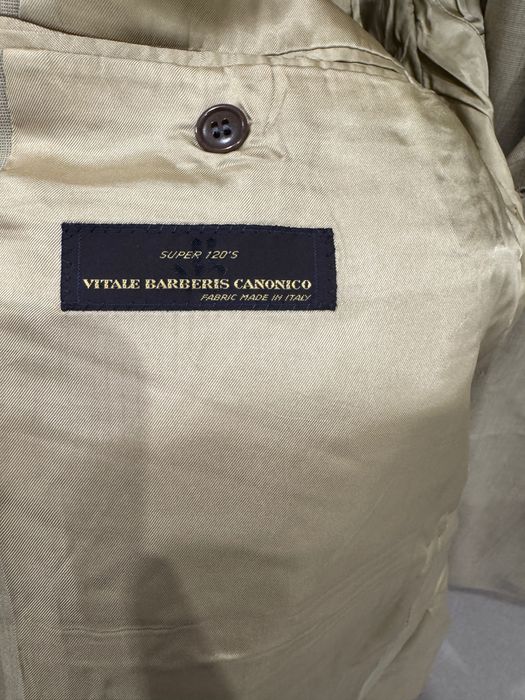 SUPER 120'S
VITALE BARBERIS CANONICO
FABRIC MADE IN ITALY